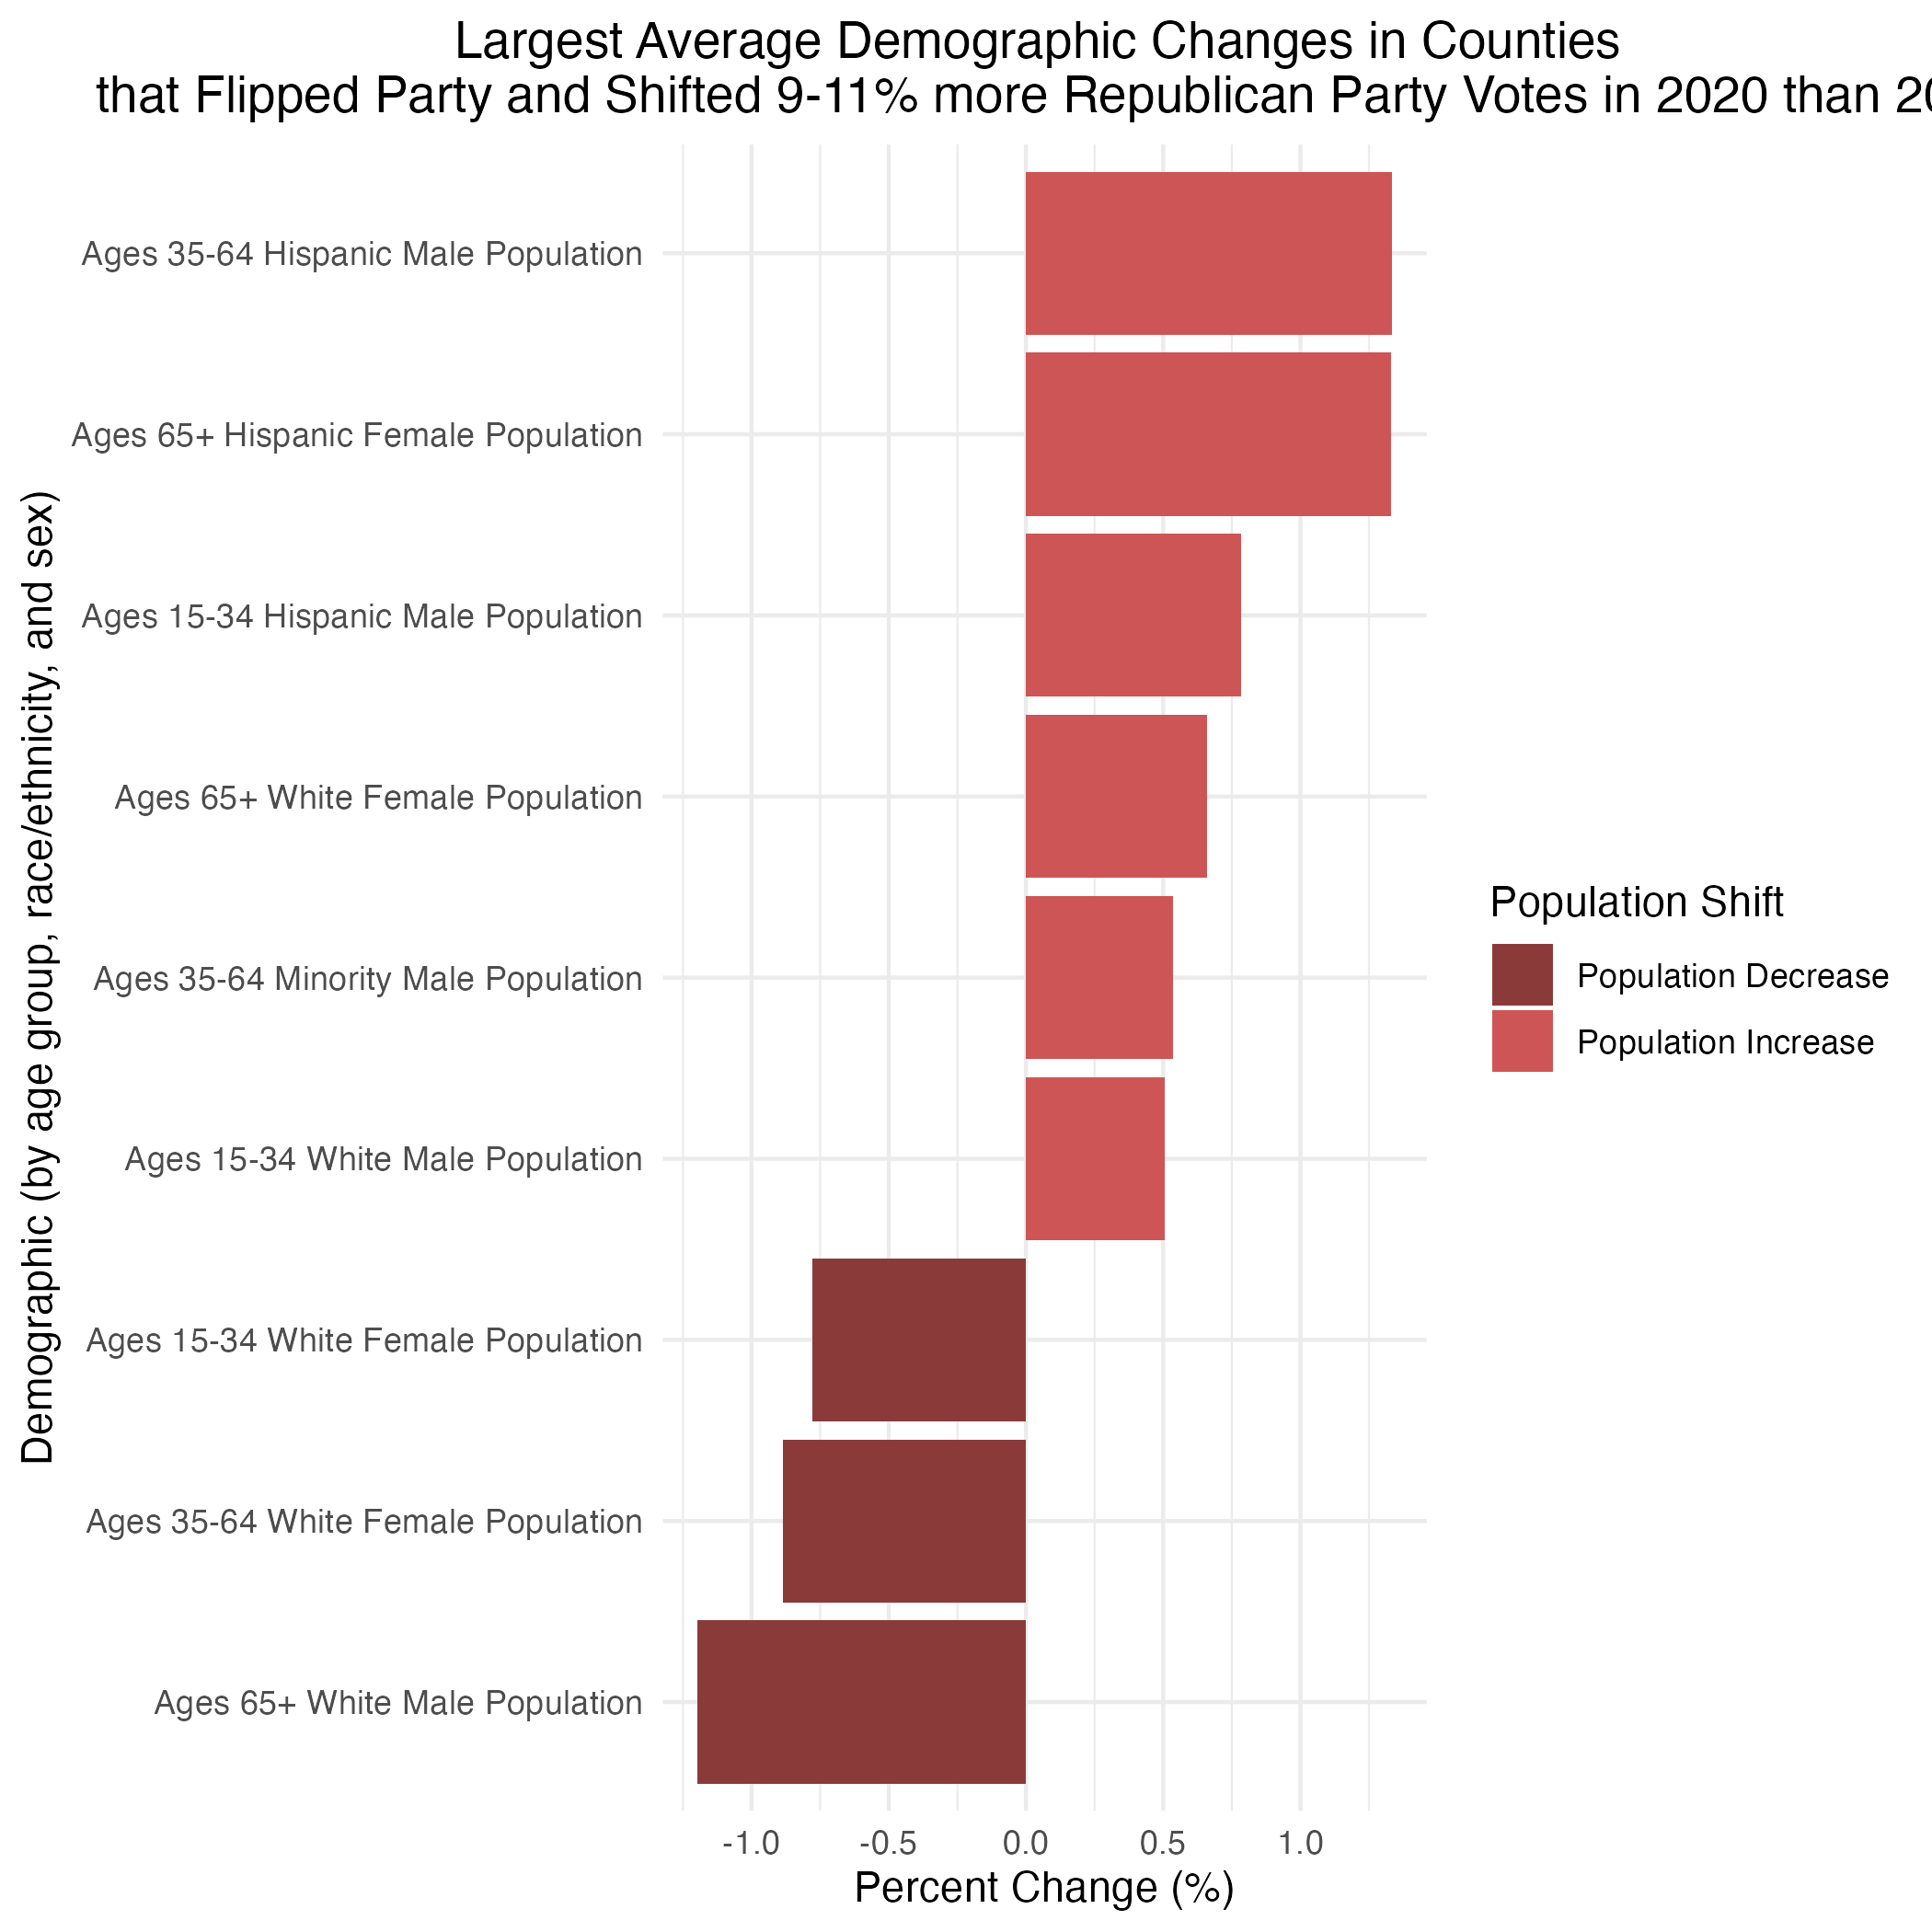 Largest Average Demographic Changes in Counties
that Flipped Party and Shifted 9-11% more Republican Party Votes in 2020 than
Demographic (by age group, race/ethnicity, and sex)
Ages 35-64 Hispanic Male Population
Ages 65+ Hispanic Female Population
Ages 15-34 Hispanic Male Population
Ages 65+ White Female Population
Ages 35-64 Minority Male Population
Ages 15-34 White Male Population
Ages 15-34 White Female Population
Ages 35-64 White Female Population
Ages 65+ White Male Population
-1.0 -0.5 0.0 0.5 1.0
Percent Change (%)
Population Shift
Population Decrease
Population Increase